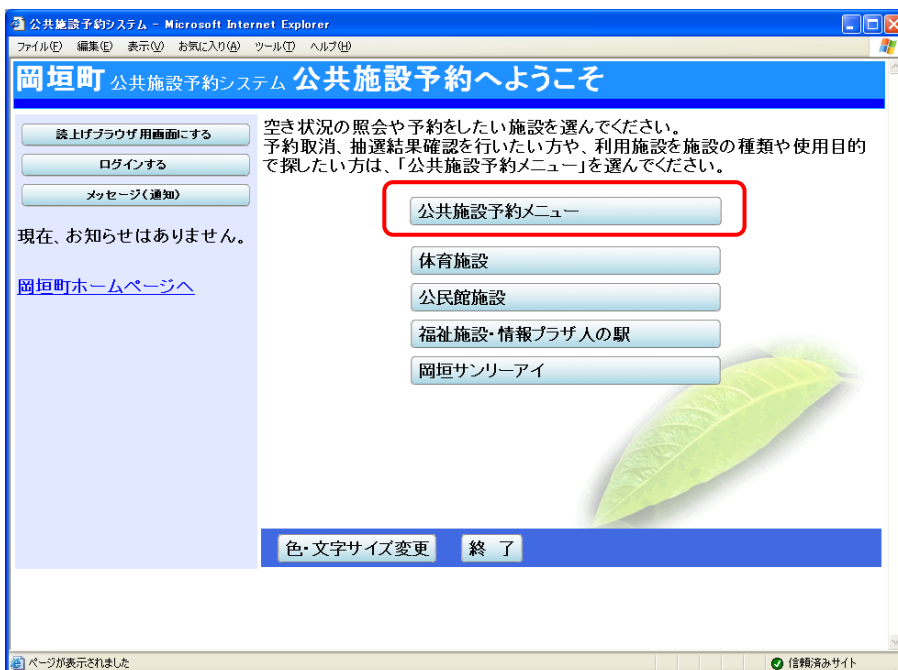 公共施設予約システム - Microsoft Internet Explorer
ファイル(F) 編集(E) 表示(V) お気に入り(A) ツール(T) ヘルプ(H)
岡垣町 公共施設予約システム 公共施設予約へようこそ
読上げブラウザ用画面にする
ログインする
メッセージ(通知)
現在、お知らせはありません。
岡垣町ホームページへ
空き状況の照会や予約をしたい施設を選んでください。
予約取消、抽選結果確認を行いたい方や、利用施設を施設の種類や使用目的
で探したい方は、「公共施設予約メニュー」を選んでください。
公共施設予約メニュー
体育施設
公民館施設
福祉施設・情報プラザ人の駅
岡垣サンリーアイ
色・文字サイズ変更
終 了
ページが表示されました
信頼済みサイト